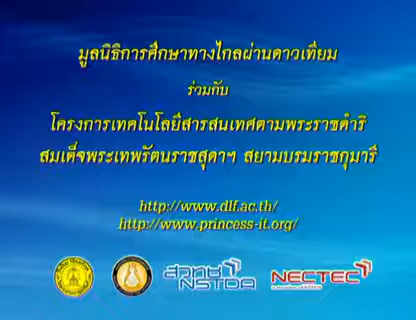 มูลนิธิการศึกษาทางไกลผ่านดาวเทียม
ร่วมกับ
โครงการเทคโนโลยีสารสนเทศตามพระราชดำริ
สมเด็จพระเทพรัตนราชสุดาฯ สยามบรมราชกุมารี
http://www.dlf.ac.th/
http://www.princess-it.org/
สวทช
NSTDA
NECTEC